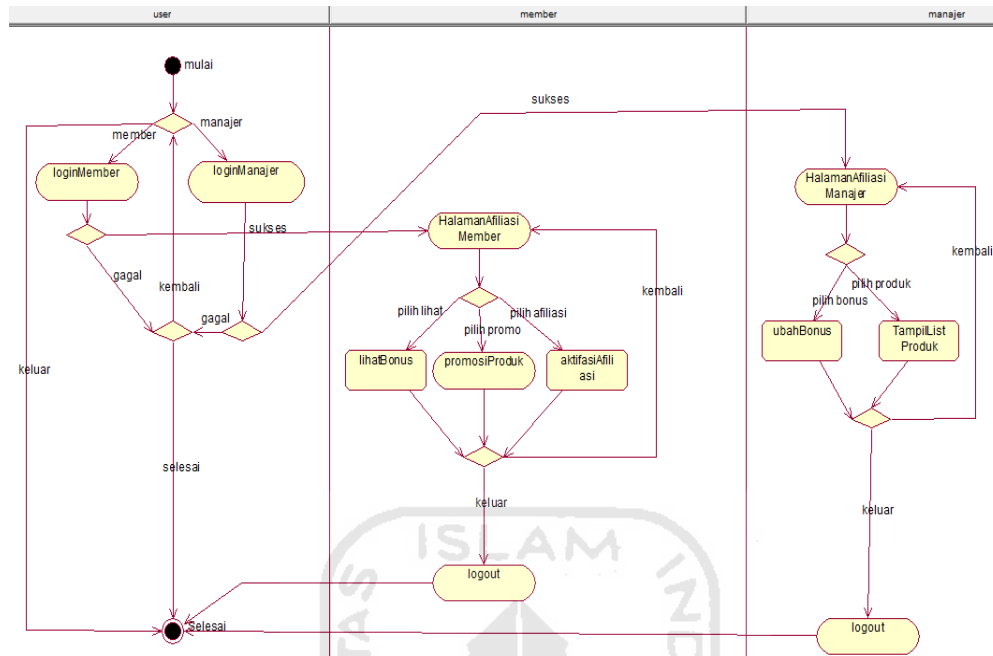 user
member
manajer
mulai
sukses
member
manajer
loginMember
loginManajer
HalamanAfiliasi
Manajer
HalamanAfiliasi
Member
sukses
kembali
gagal
kembali
kembali
pilih produk
pilih bonus
gagal
pilih lihat
pilih afiliasi
pilih promo
ubahBonus
TampilList
Produk
lihatBonus
promosiProduk
aktifasiAfili
asi
keluar
selesai
keluar
keluar
ISLAM
logout
Selesai
logout
TAS
IND